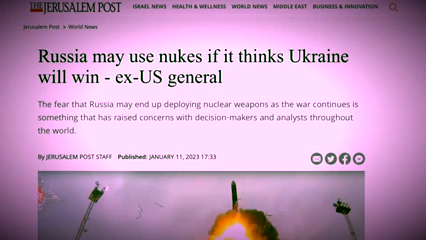 THE JERUSALEM POST
ISRAEL NEWS HEALTH & WELLNESS WORLD NEWS MIDDLE EAST BUSINESS & INNOVATION
Jerusalem Post > World News
Russia may use nukes if it thinks Ukraine
will win - ex-US general
The fear that Russia may end up deploying nuclear weapons as the war continues is
something that has raised concerns with decision-makers and analysts throughout
the world.
By JERUSALEM POST STAFF Published: JANUARY 11, 2023 17:33